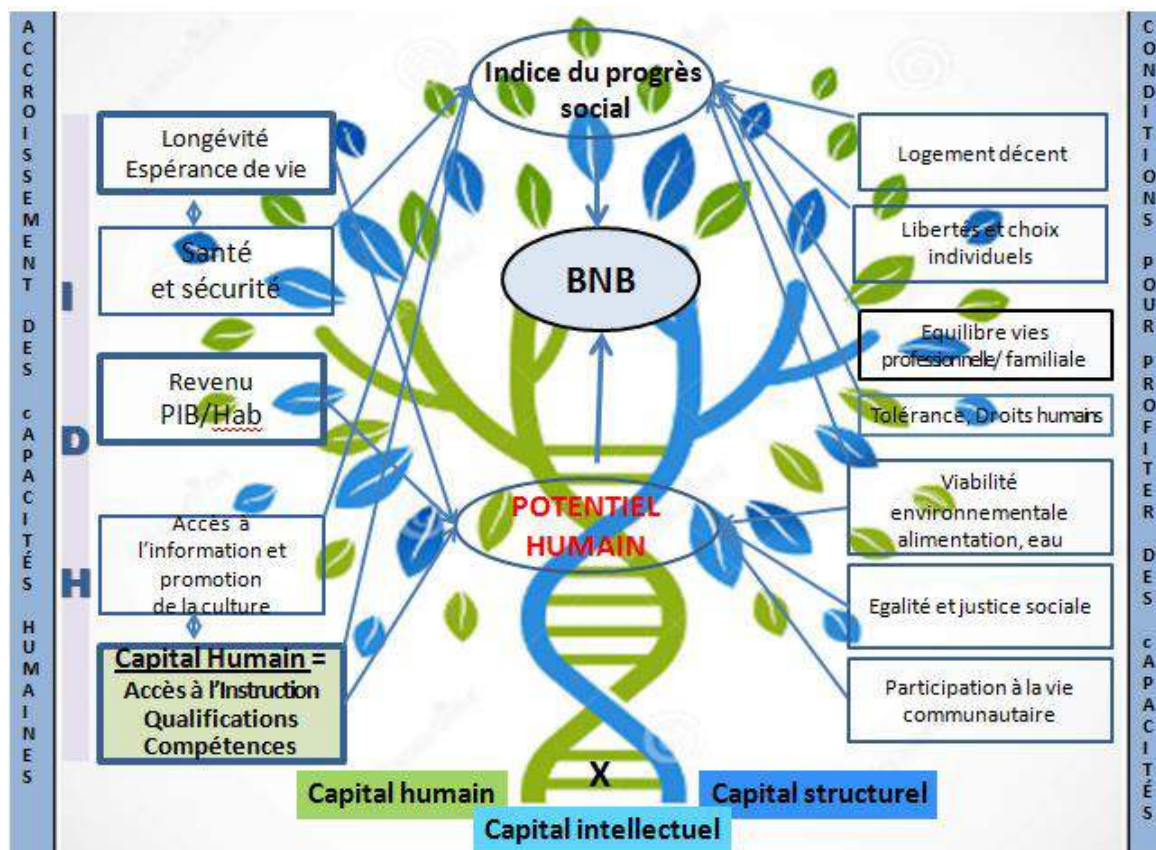 ACCROISSEMENT DES cAPACITÉS HUMAINES
I
D
H
Longévité
Espérance de vie
Santé
et sécurité
Revenu
PIB/Hab
Accès à
l'information et
promotion
de la culture
Capital Humain =
Accès à l'Instruction
Qualifications
Compétences
Indice du progrès
social
BNB
POTENTIEL
HUMAIN
X
Capital humain
Capital structurel
Capital intellectuel
Logement décent
Libertés et choix
individuels
Equilibre vies
professionnelle/ familiale
Tolérance, Droits humains
Viabilité
environnementale
alimentation, eau
Egalité et justice sociale
Participation à la vie
communautaire
CONDITIONS POUR PROFITER DES cAPACITÉS